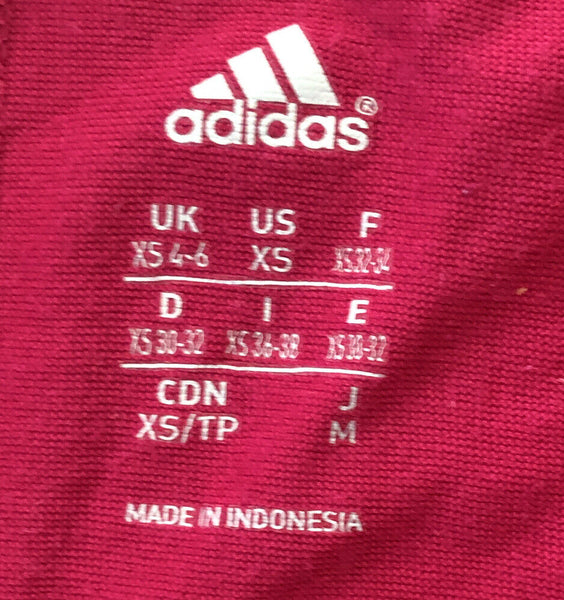 adidas®
UK US F
XS 4-6 XS XS 32-34
D I E
XS 30-32 XS 36-38 XS 30-32
CDN J
XS/TP M
MADE IN INDONESIA